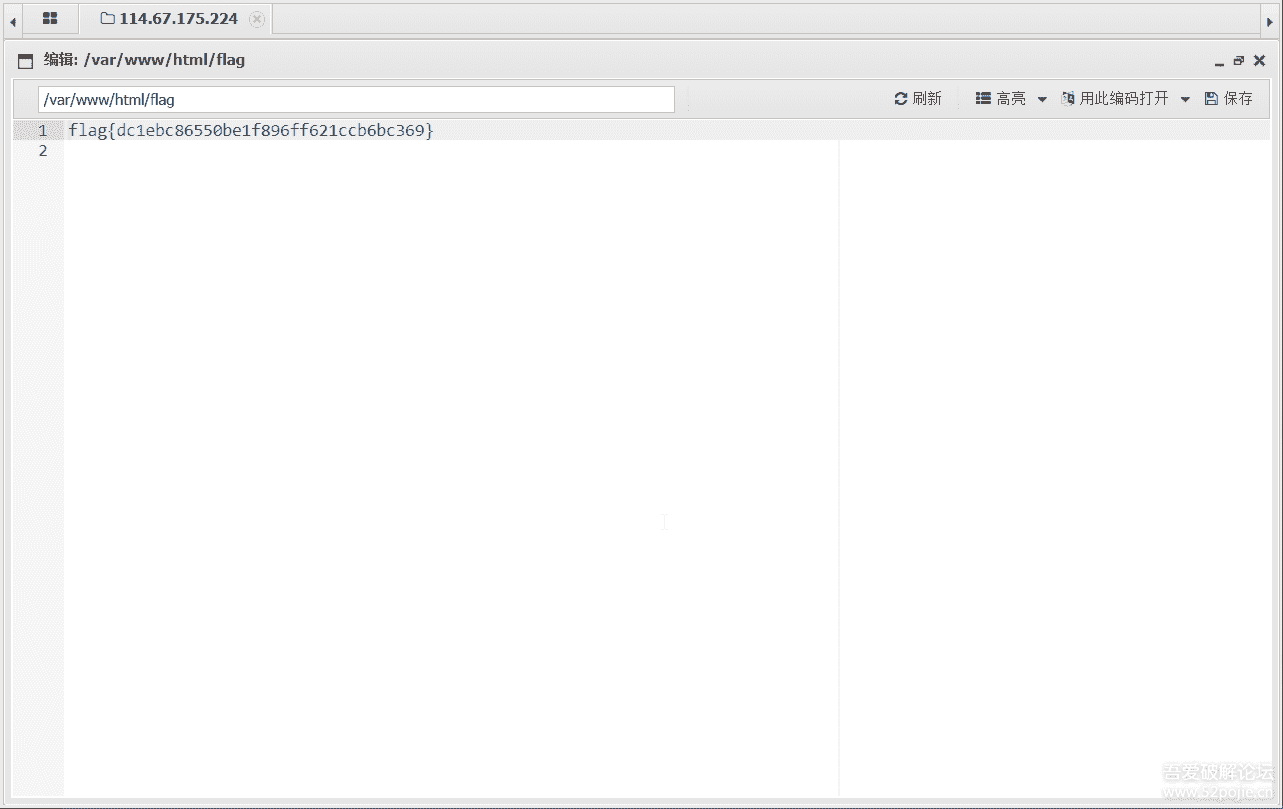 114.67.175.224
编辑: /var/www/html/flag
/var/www/html/flag 刷新 高亮 用此编码打开 保存
1 flag{dc1ebc86550be1f896ff621ccb6bc369}
2
吾爱破解论坛
www.52pojie.cn